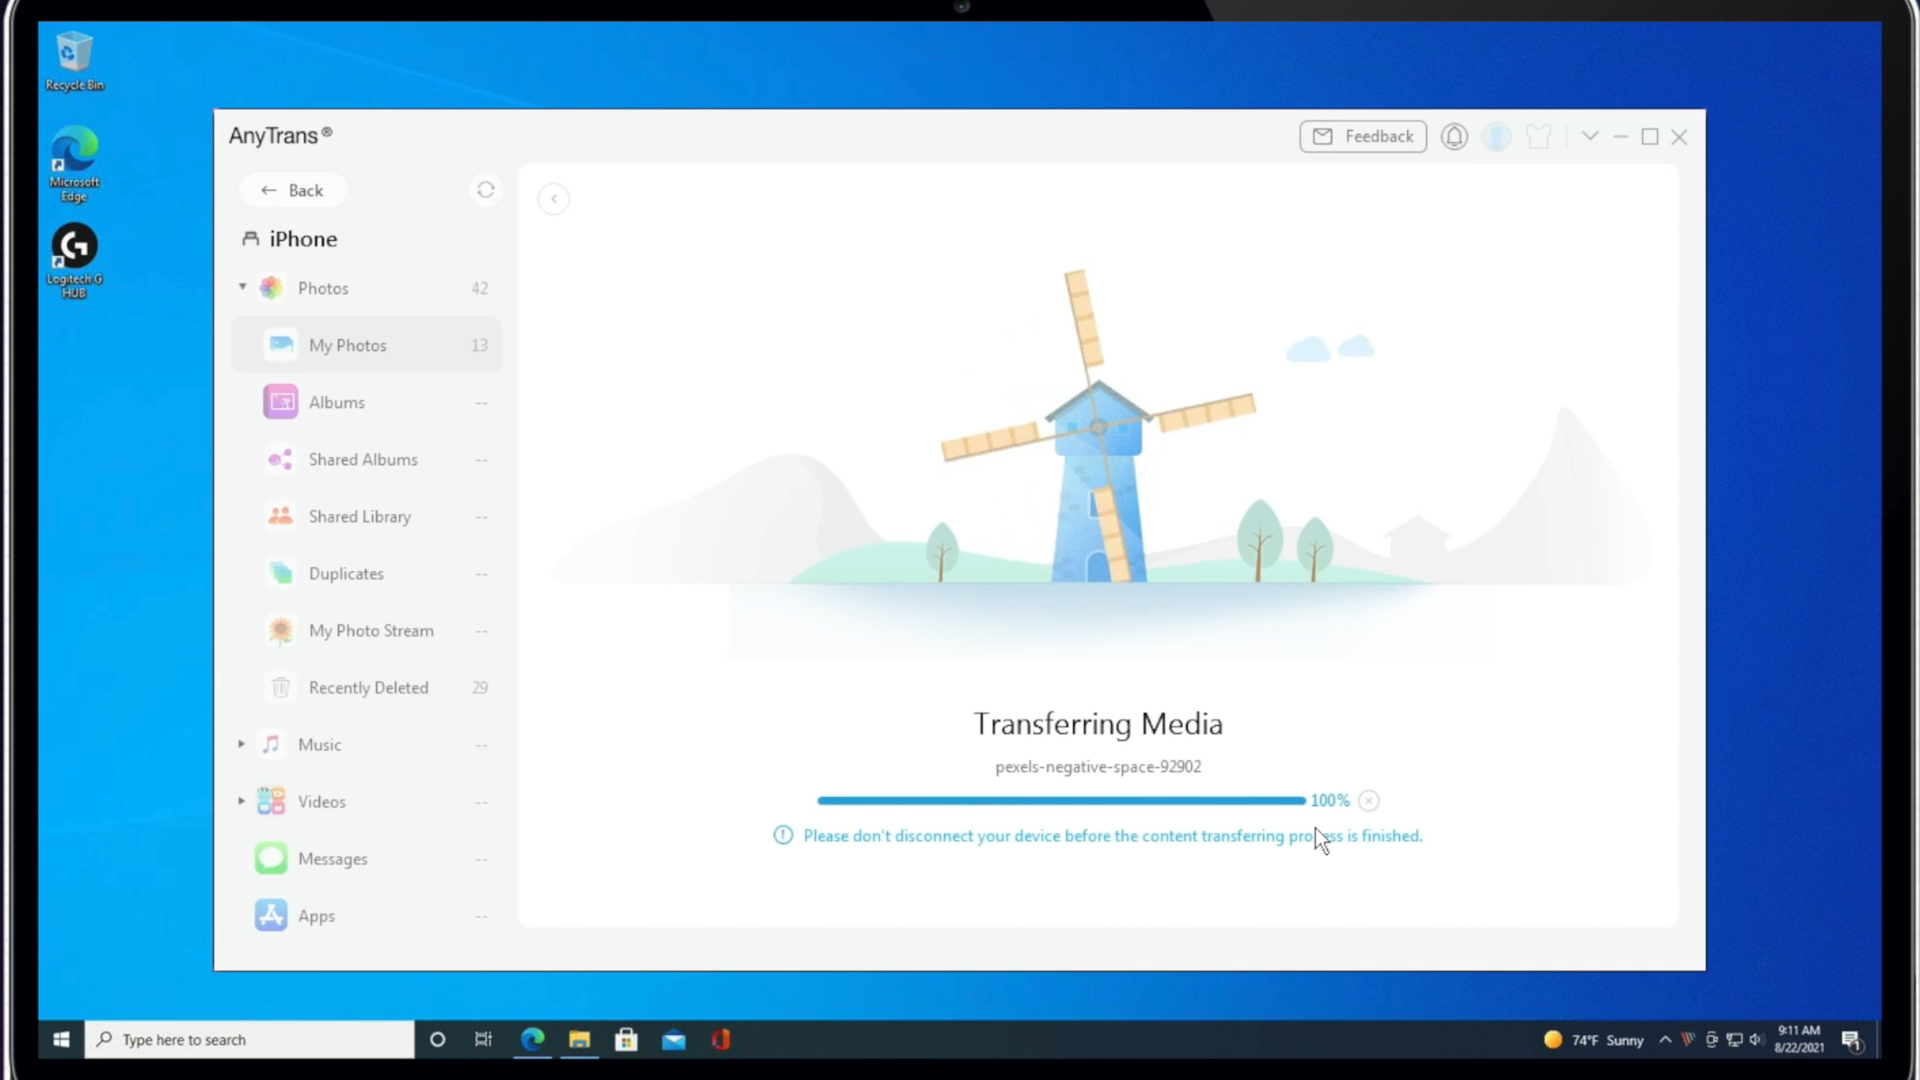 Recycle Bin
Microsoft
Edge
Logitech G
HUB
AnyTrans®
Feedback
Back
iPhone
Photos 42
My Photos 13
Albums --
Shared Albums --
Shared Library --
Duplicates --
My Photo Stream --
Recently Deleted 29
Music --
Videos --
Messages --
Apps --
Transferring Media
pexels-negative-space-92902
100%
Please don't disconnect your device before the content transferring process is finished.
Type here to search
74°F Sunny
9:11 AM
8/22/2021
1